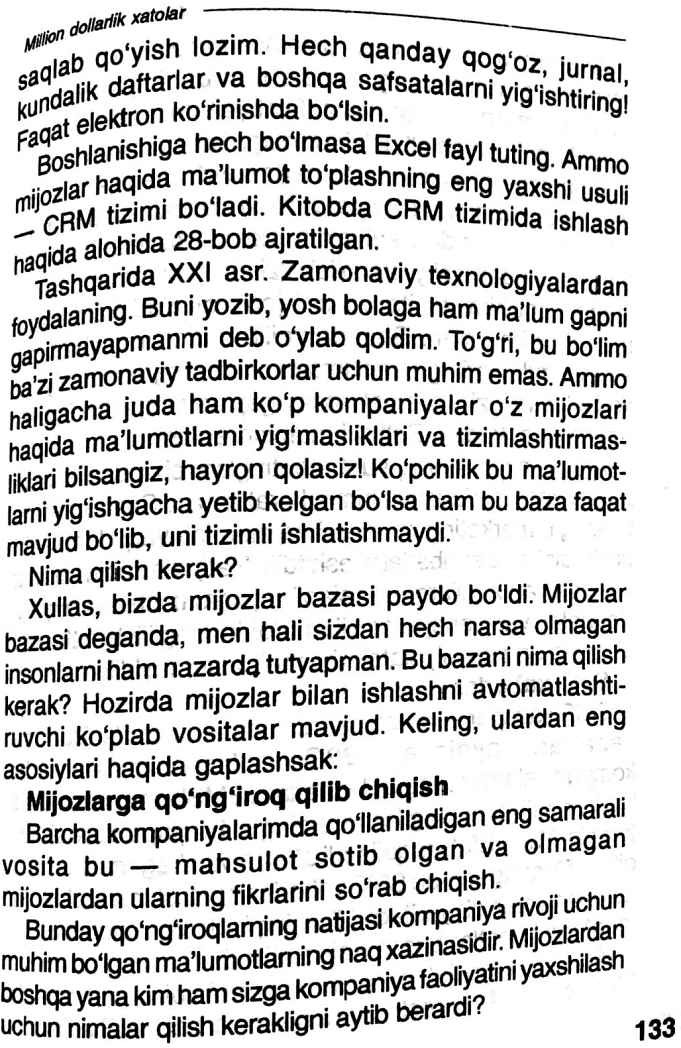 Million dollarlik xatolar
saqlab qo‘yish lozim. Hech qanday qog‘oz, jurnal,
kundalik daftarlar va boshqa safsatalarni yig‘ishtiring!
Faqat elektron ko‘rinishda bo‘lsin.
Boshlanishiga hech bo‘lmasa Excel fayl tuting. Ammo
mijozlar haqida ma’lumot to‘plashning eng yaxshi usuli
— CRM tizimi bo‘ladi. Kitobda CRM tizimida ishlash
haqida alohida 28-bob ajratilgan.
Tashqarida XXI asr. Zamonaviy texnologiyalardan
foydalaning. Buni yozib, yosh bolaga ham ma’lum gapni
gapirmayapmanmi deb o‘ylab qoldim. To‘g‘ri, bu bo‘lim
ba’zi zamonaviy tadbirkorlar uchun muhim emas. Ammo
haligacha juda ham ko‘p kompaniyalar o‘z mijozlari
haqida ma’lumotlarni yig‘masliklari va tizimlashtirmas-
liklari bilsangiz, hayron qolasiz! Ko‘pchilik bu ma’lumot-
larni yig‘ishgacha yetib kelgan bo‘lsa ham bu baza faqat
mavjud bo‘lib, uni tizimli ishlatishmaydi.
Nima qilish kerak?
Xullas, bizda mijozlar bazasi paydo bo‘ldi. Mijozlar
bazasi deganda, men hali sizdan hech narsa olmagan
insonlarni ham nazarda tutyapman. Bu bazani nima qilish
kerak? Hozirda mijozlar bilan ishlashni avtomatlashti-
ruvchi ko‘plab vositalar mavjud. Keling, ulardan eng
asosiylari haqida gaplashsak:
Mijozlarga qo‘ng‘iroq qilib chiqish
Barcha kompaniyalarimda qo‘llaniladigan eng samarali
vosita bu — mahsulot sotib olgan va olmagan
mijozlardan ularning fikrlarini so‘rab chiqish.
Bunday qo‘ng‘iroqlarning natijasi kompaniya rivoji uchun
muhim bo‘lgan ma’lumotlarning naq xazinasidir. Mijozlardan
boshqa yana kim ham sizga kompaniya faoliyatini yaxshilash
uchun nimalar qilish kerakligni aytib berardi?
133